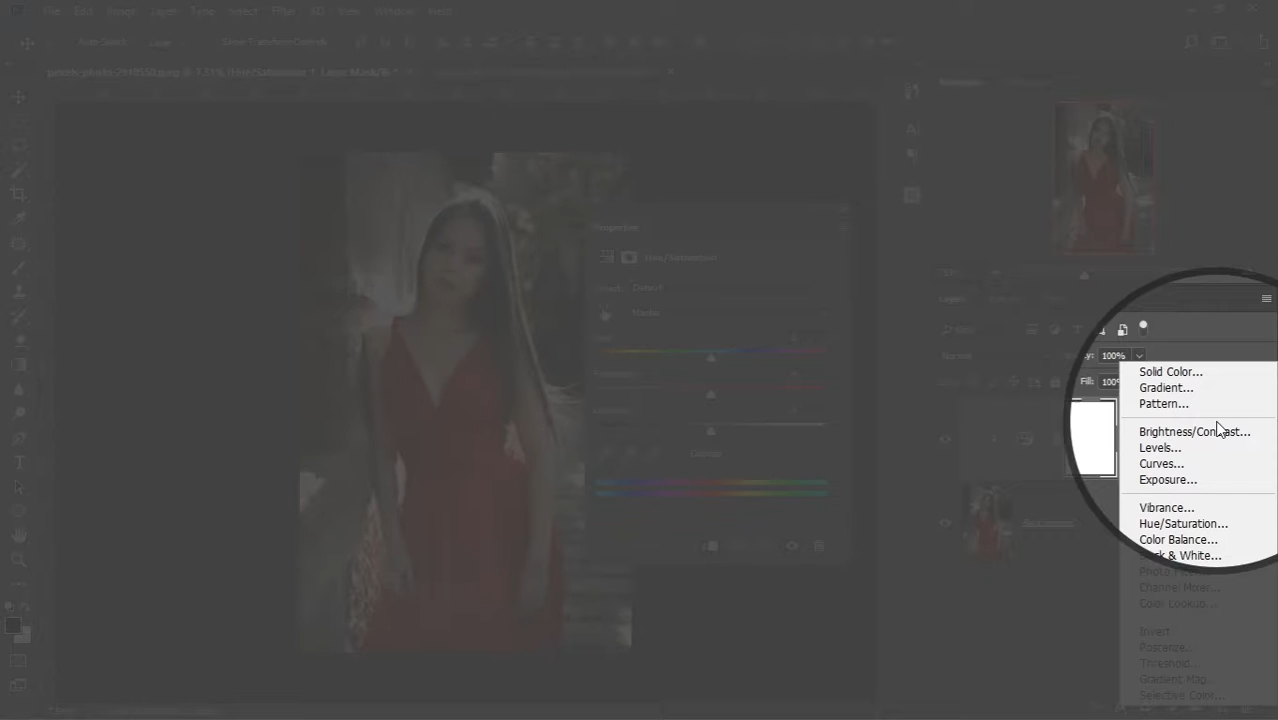 File Edit Image Layer Type Select Filter 3D View Window Help
Auto-Select: Layer Show Transform Controls
Properties
Hue/Saturation
Preset: Default
Master
Hue:
Saturation:
Lightness:
Colorize
Layers
Normal
Opacity: 100%
Fill: 100%
Solid Color...
Gradient...
Pattern...
Brightness/Contrast...
Levels...
Curves...
Exposure...
Vibrance...
Hue/Saturation...
Color Balance...
Black & White...
Photo Filter...
Channel Mixer...
Color Lookup...
Invert
Posterize...
Threshold...
Gradient Map...
Selective Color...